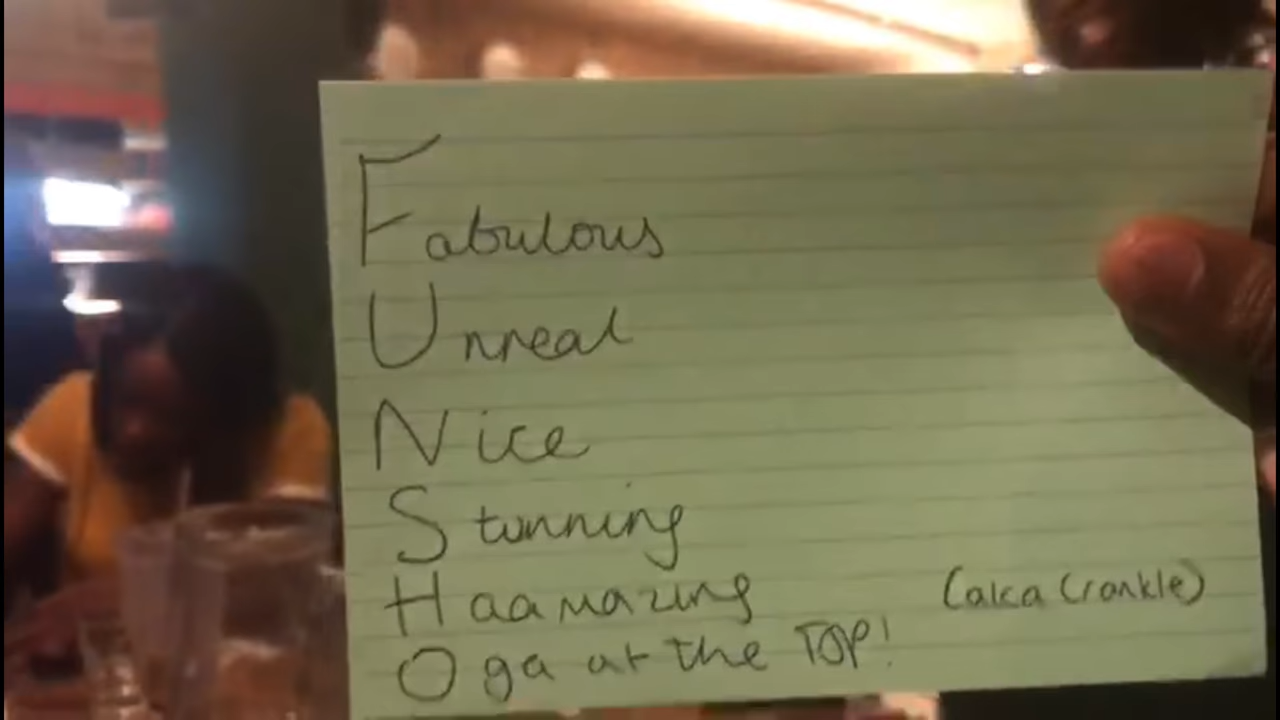 Fabulous
Unreal
Nice
Stunning
Haamazing
(aka Crankle)
Oga at the TOP!